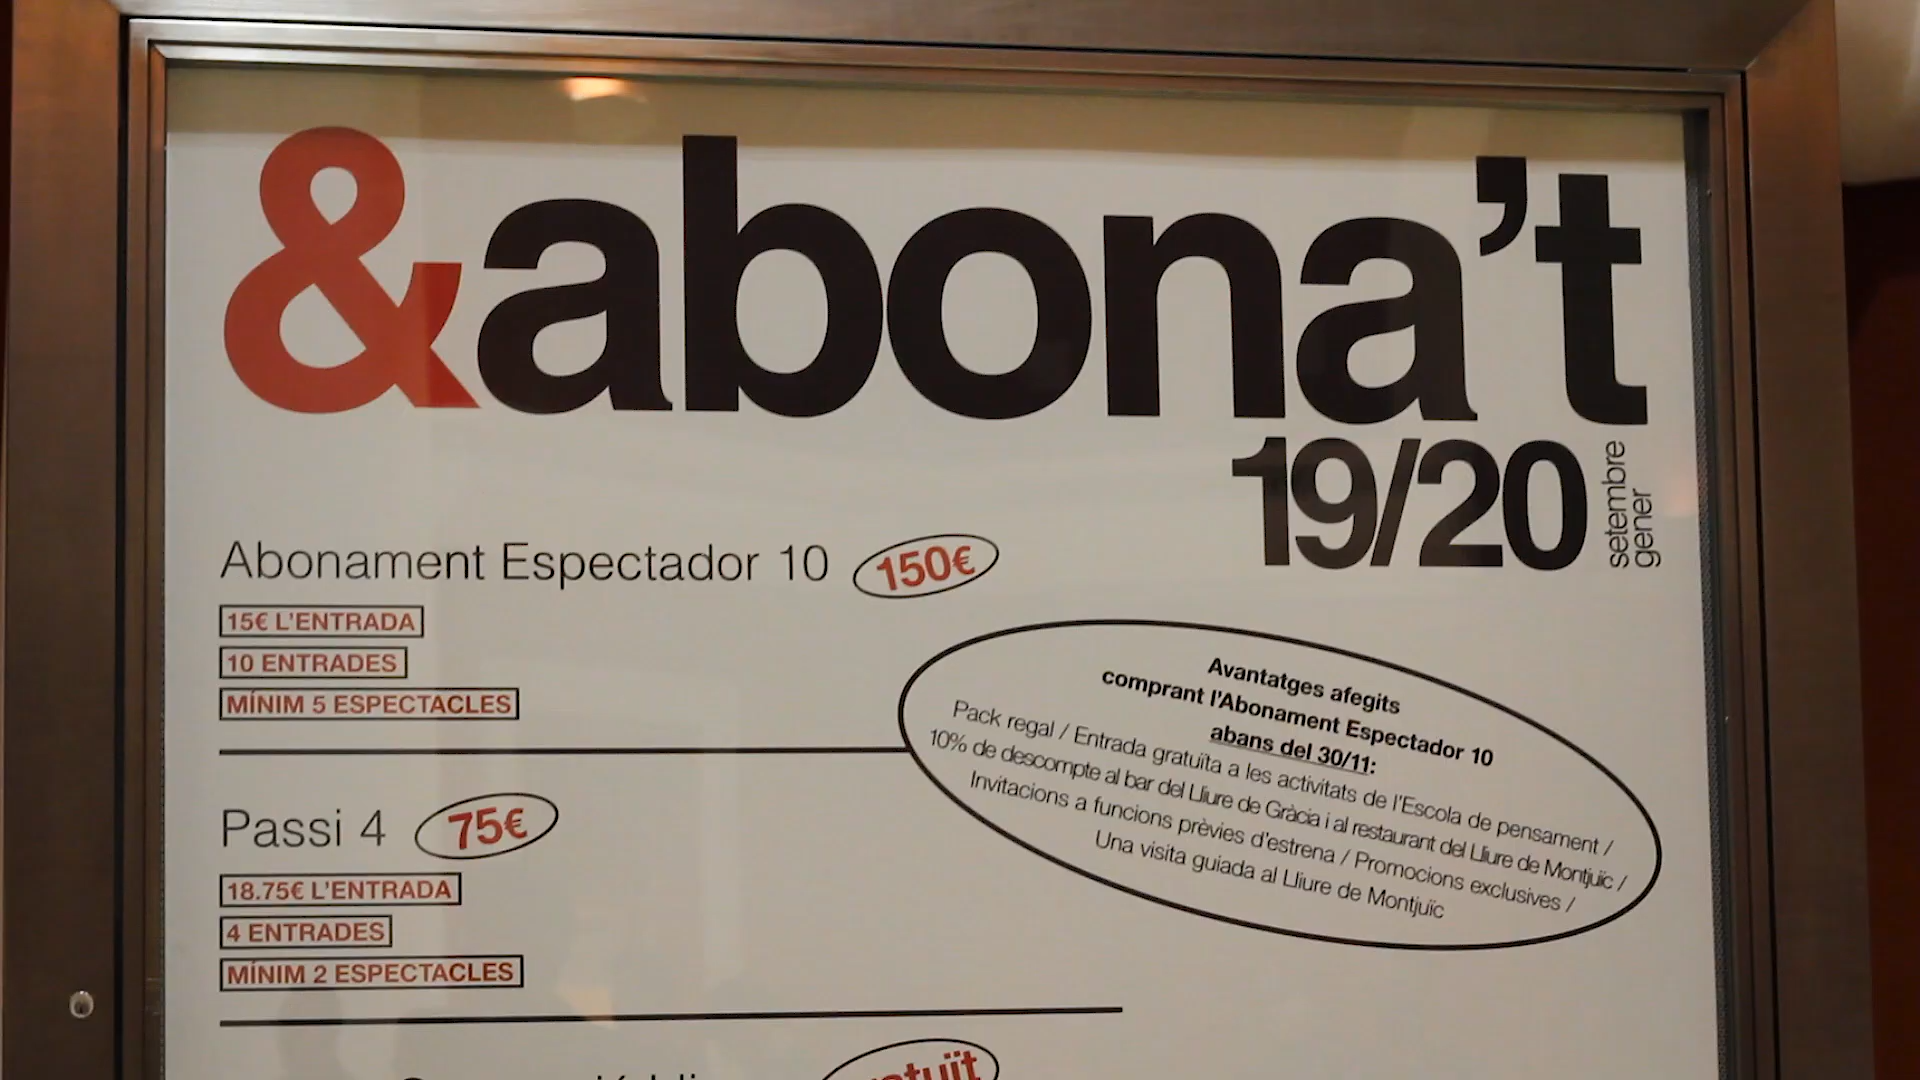 &abona't
19/20
setembre
gener
Abonament Espectador 10 150€
15€ L'ENTRADA
10 ENTRADES
MÍNIM 5 ESPECTACLES
Avantatges afegits
comprant l'Abonament Espectador 10
abans del 30/11:
Pack regal / Entrada gratuïta a les activitats de l'Escola de pensament /
10% de descompte al bar del Lliure de Gràcia i al restaurant del Lliure de Montjuïc /
Invitacions a funcions prèvies d'estrena / Promocions exclusives /
Una visita guiada al Lliure de Montjuïc
Passi 4 75€
18.75€ L'ENTRADA
4 ENTRADES
MÍNIM 2 ESPECTACLES